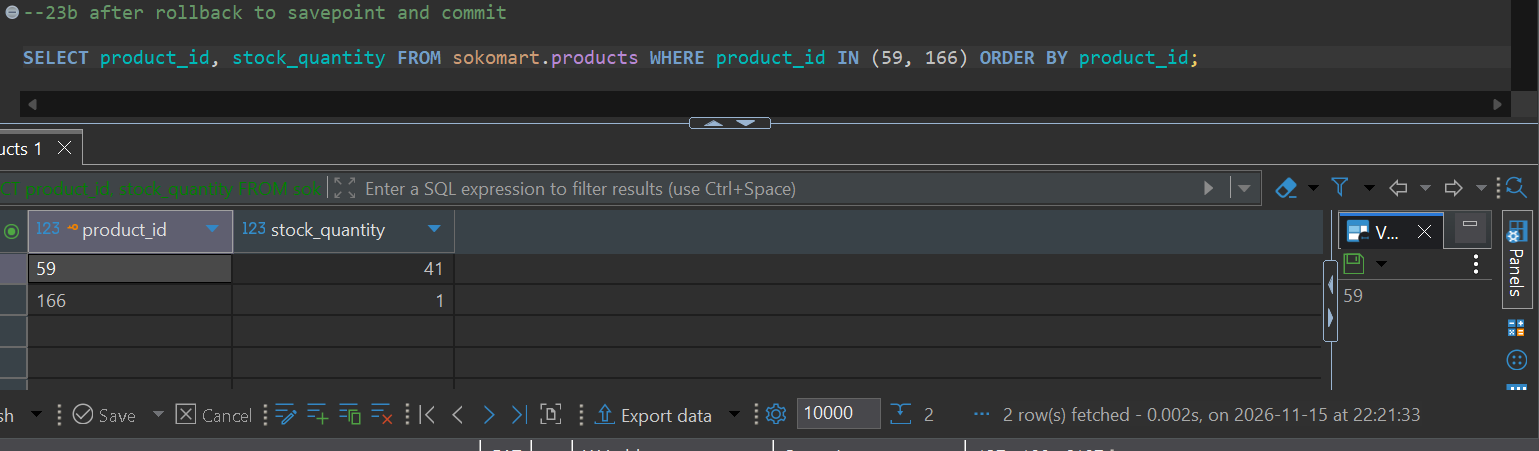 --23b after rollback to savepoint and commit
SELECT product_id, stock_quantity FROM sokomart.products WHERE product_id IN (59, 166) ORDER BY product_id;
ucts 1
CT product_id, stock_quantity FROM sok
Enter a SQL expression to filter results (use Ctrl+Space)
123 product_id 123 stock_quantity
V...
59 41
166 1
59
Panels
sh Save Cancel Export data 10000 2 ... 2 row(s) fetched - 0.002s, on 2026-11-15 at 22:21:33